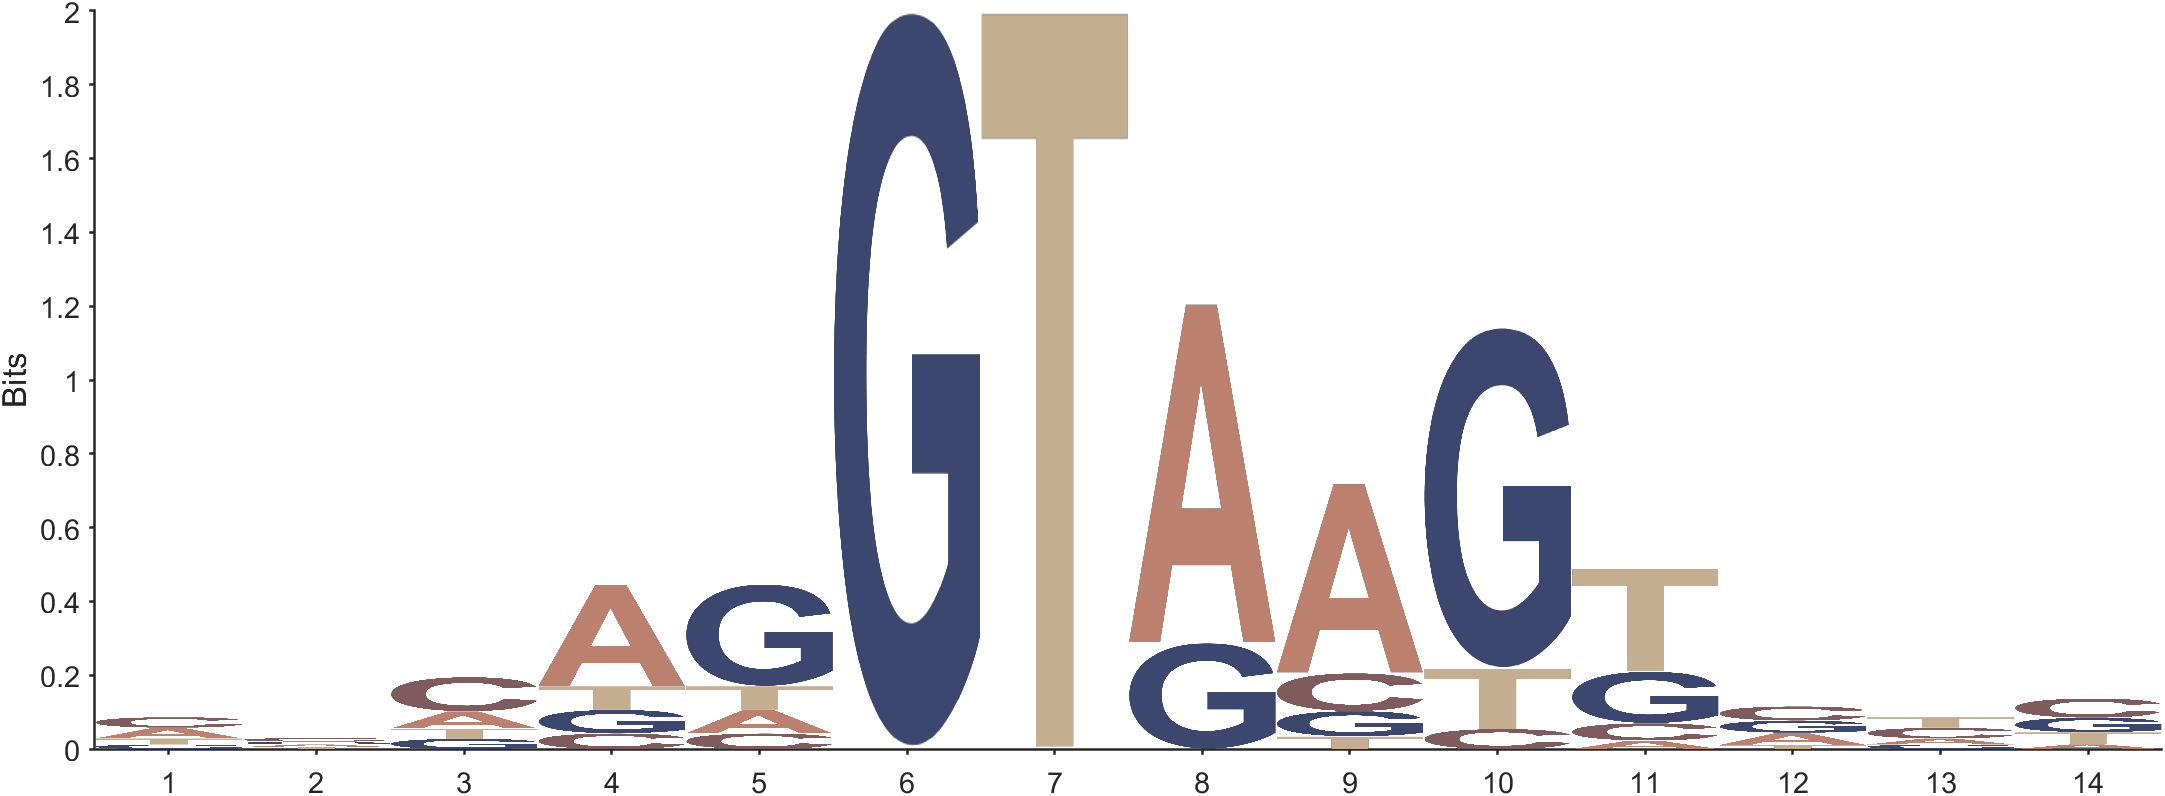 Bits
2
1.8
1.6
1.4
1.2
1
0.8
0.6
0.4
0.2
0
C A T G
C A T G
A T G C
G T A C
G
T
A G
A C G T
G T C
T G C A
C G A T
T C A G
C G T A
1 2 3 4 5 6 7 8 9 10 11 12 13 14